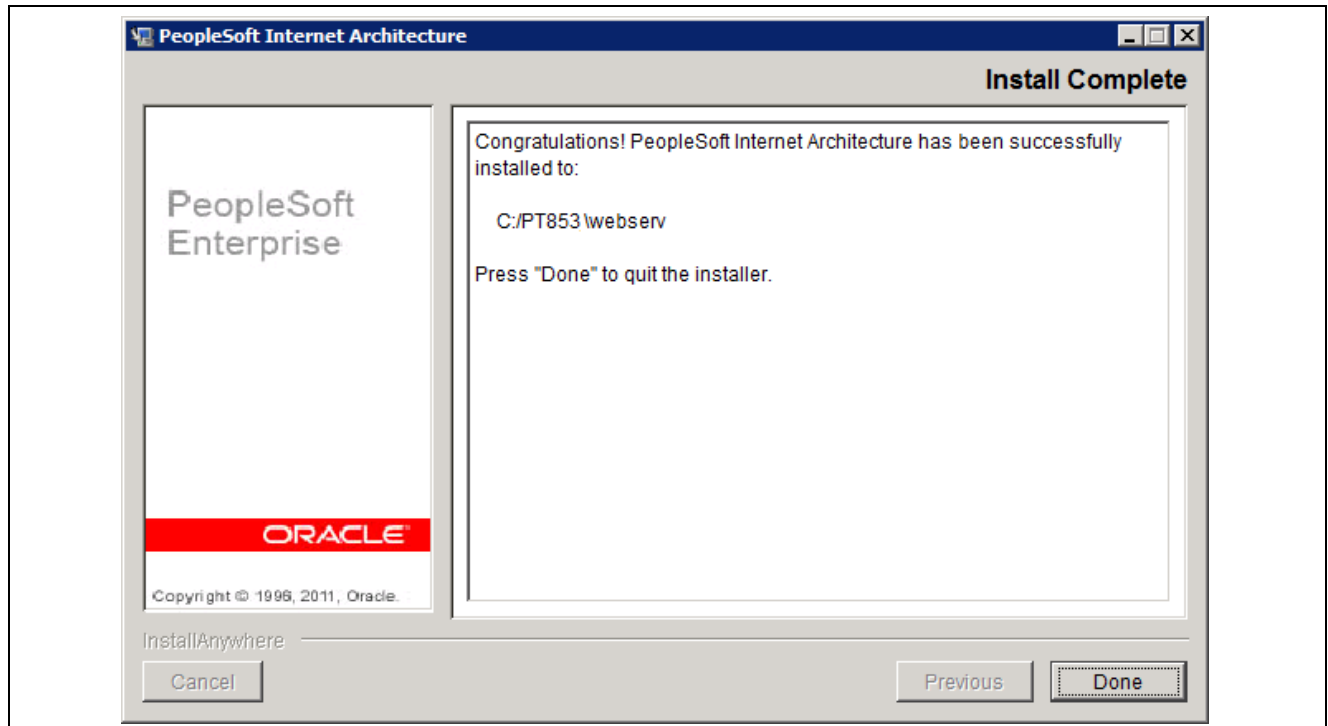 PeopleSoft Internet Architecture
Install Complete
PeopleSoft
Enterprise
ORACLE
Copyright © 1996, 2011, Oracle.
Congratulations! PeopleSoft Internet Architecture has been successfully
installed to:
C:/PT853\webserv
Press "Done" to quit the installer.
InstallAnywhere
Cancel
Previous
Done